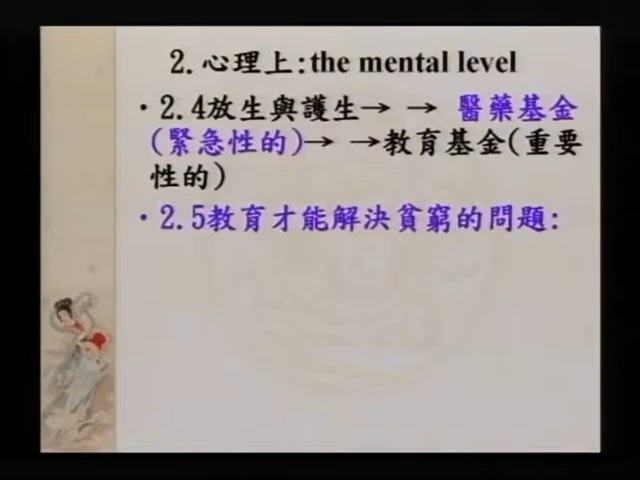 2.心理上:the mental level
·2.4放生與護生→ → 醫藥基金
(緊急性的)→ →教育基金(重要
性的)
·2.5教育才能解決貧窮的問題: